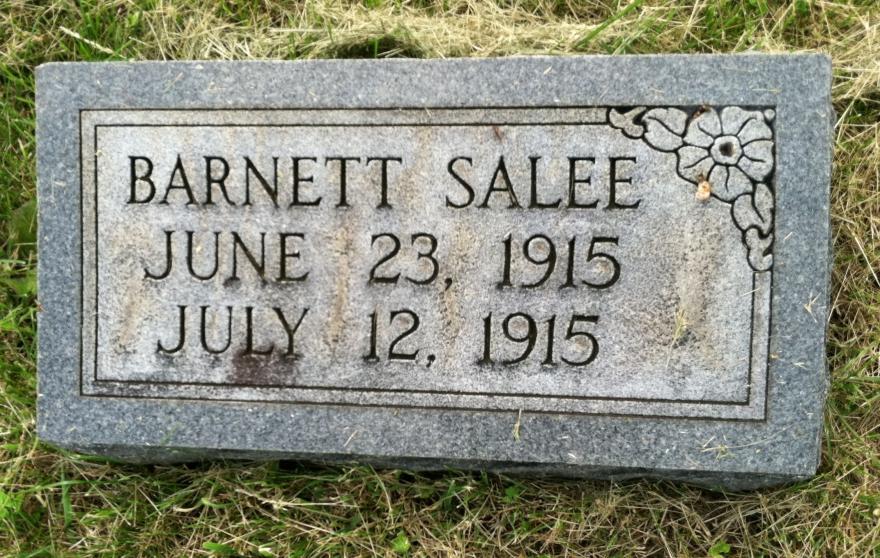 BARNETT SALEE
JUNE 23, 1915
JULY 12, 1915